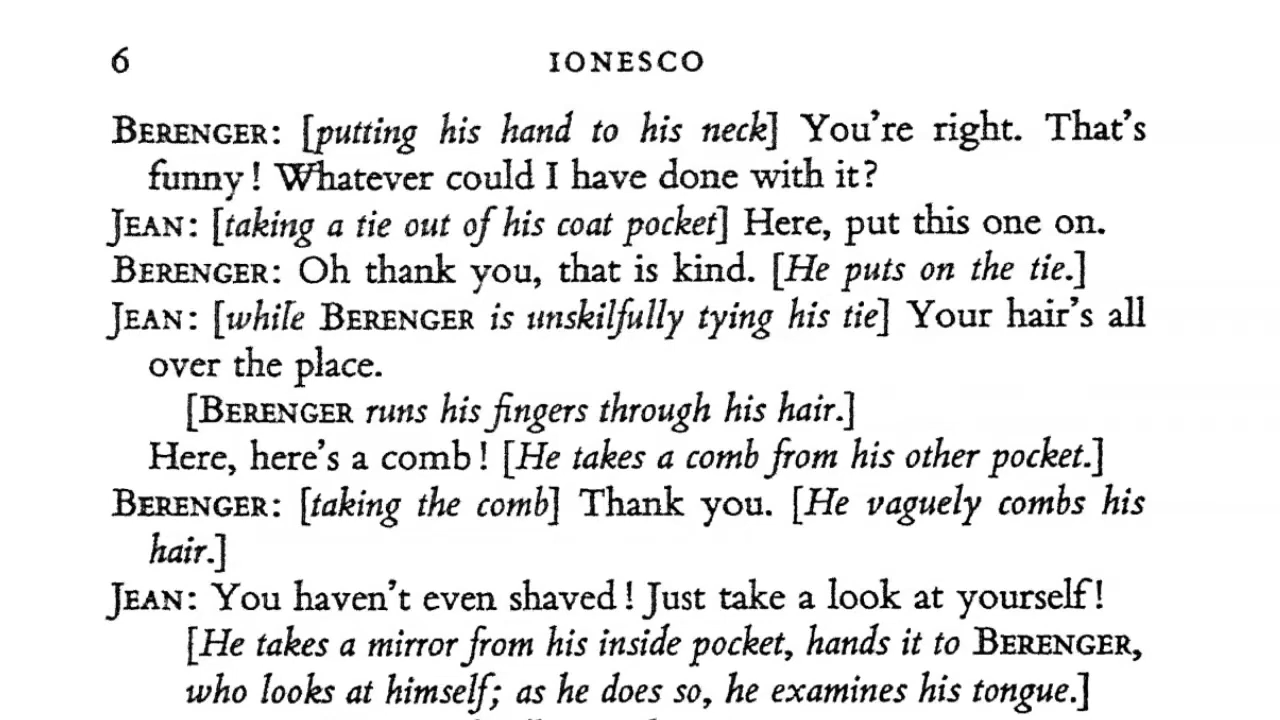 6 IONESCO
BERENGER: [putting his hand to his neck] You're right. That's
funny! Whatever could I have done with it?
JEAN: [taking a tie out of his coat pocket] Here, put this one on.
BERENGER: Oh thank you, that is kind. [He puts on the tie.]
JEAN: [while BERENGER is unskilfully tying his tie] Your hair's all
over the place.
[BERENGER runs his fingers through his hair.]
Here, here's a comb! [He takes a comb from his other pocket.]
BERENGER: [taking the comb] Thank you. [He vaguely combs his
hair.]
JEAN: You haven't even shaved! Just take a look at yourself!
[He takes a mirror from his inside pocket, hands it to BERENGER,
who looks at himself; as he does so, he examines his tongue.]